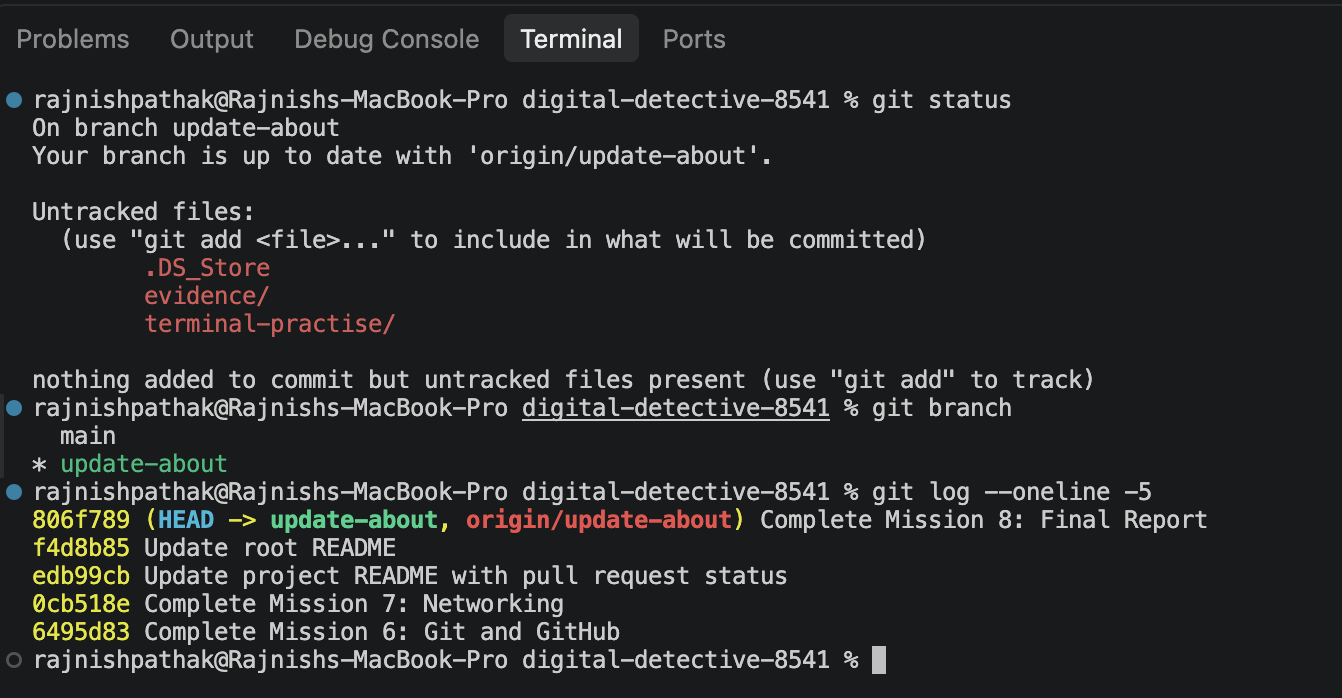 Problems Output Debug Console Terminal Ports
rajnishpathak@Rajnishs-MacBook-Pro digital-detective-8541 % git status
On branch update-about
Your branch is up to date with 'origin/update-about'.
Untracked files:
(use "git add <file>..." to include in what will be committed)
.DS_Store
evidence/
terminal-practise/
nothing added to commit but untracked files present (use "git add" to track)
rajnishpathak@Rajnishs-MacBook-Pro digital-detective-8541 % git branch
main
* update-about
rajnishpathak@Rajnishs-MacBook-Pro digital-detective-8541 % git log --oneline -5
806f789 (HEAD -> update-about, origin/update-about) Complete Mission 8: Final Report
f4d8b85 Update root README
edb99cb Update project README with pull request status
0cb518e Complete Mission 7: Networking
6495d83 Complete Mission 6: Git and GitHub
rajnishpathak@Rajnishs-MacBook-Pro digital-detective-8541 %